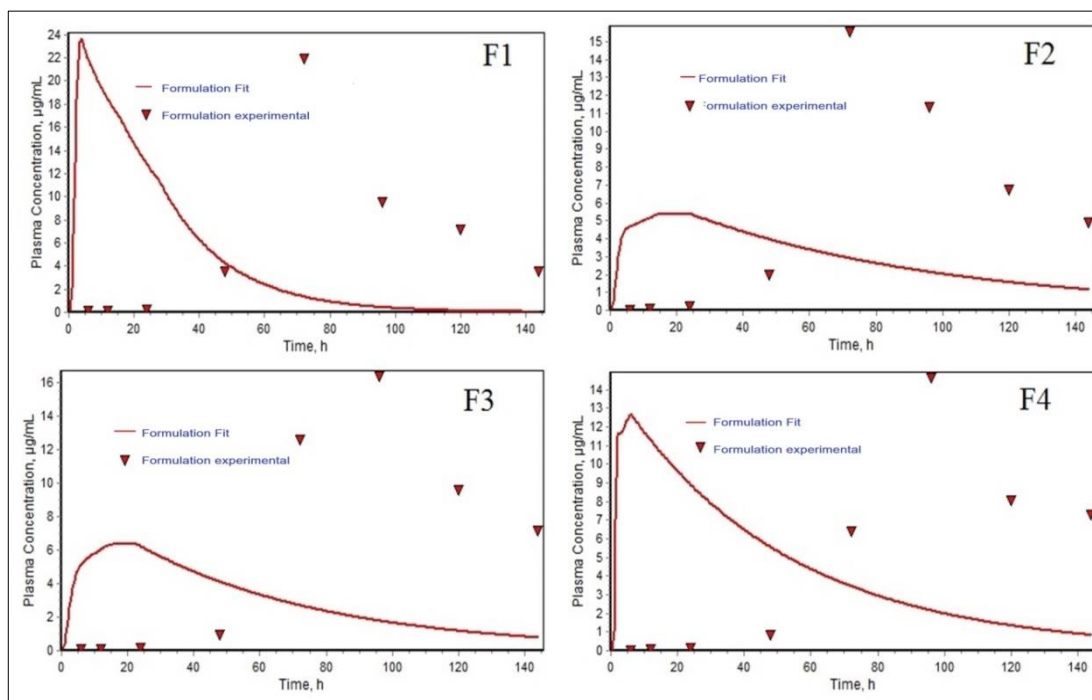 F1
Plasma Concentration, µg/mL
24
22
20
18
16
14
12
10
8
6
4
2
0
Formulation Fit
Formulation experimental
0 20 40 60 80 100 120 140
Time, h
F2
Plasma Concentration, µg/mL
15
14
13
12
11
10
9
8
7
6
5
4
3
2
1
0
Formulation Fit
Formulation experimental
0 20 40 60 80 100 120 140
Time, h
F3
Plasma Concentration, µg/mL
16
14
12
10
8
6
4
2
0
Formulation Fit
Formulation experimental
0 20 40 60 80 100 120 140
Time, h
F4
Plasma Concentration, µg/mL
14
13
12
11
10
9
8
7
6
5
4
3
2
1
0
Formulation Fit
Formulation experimental
0 20 40 60 80 100 120 140
Time, h